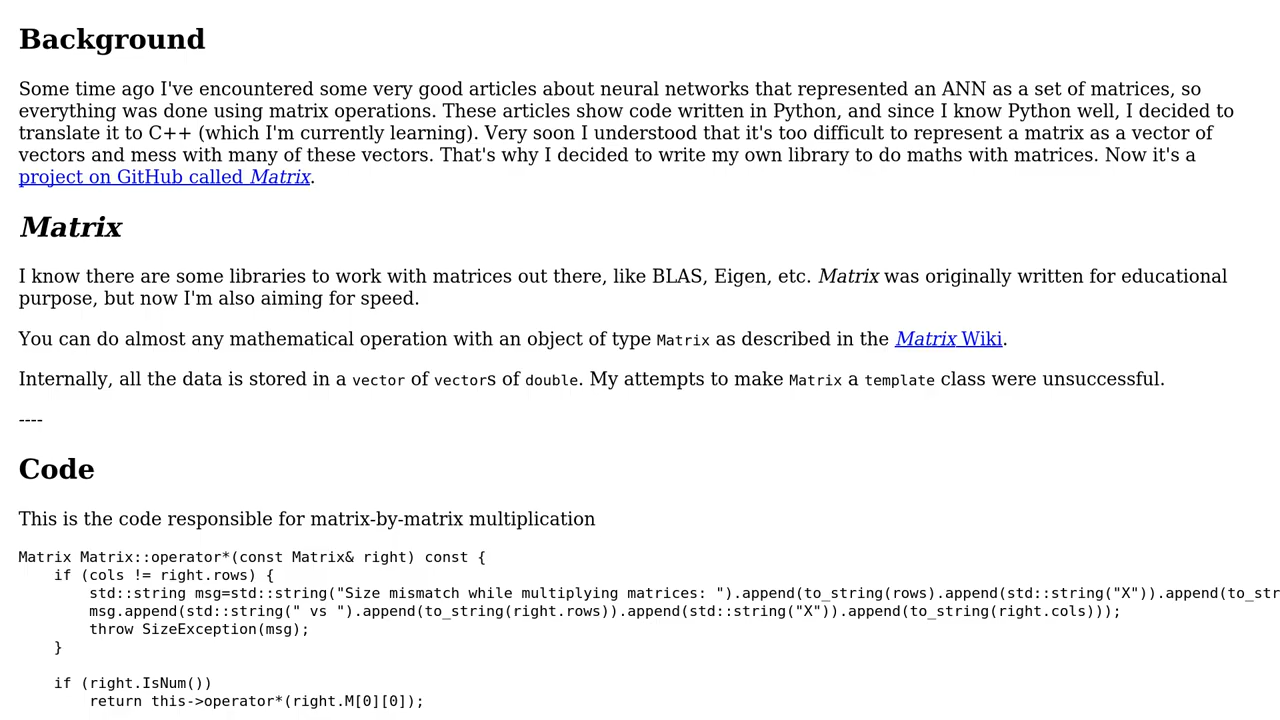 Background
Some time ago I've encountered some very good articles about neural networks that represented an ANN as a set of matrices, so
everything was done using matrix operations. These articles show code written in Python, and since I know Python well, I decided to
translate it to C++ (which I'm currently learning). Very soon I understood that it's too difficult to represent a matrix as a vector of
vectors and mess with many of these vectors. That's why I decided to write my own library to do maths with matrices. Now it's a
project on GitHub called Matrix.
Matrix
I know there are some libraries to work with matrices out there, like BLAS, Eigen, etc. Matrix was originally written for educational
purpose, but now I'm also aiming for speed.
You can do almost any mathematical operation with an object of type Matrix as described in the Matrix Wiki.
Internally, all the data is stored in a vector of vectors of double. My attempts to make Matrix a template class were unsuccessful.
----
Code
This is the code responsible for matrix-by-matrix multiplication
Matrix Matrix::operator*(const Matrix& right) const {
    if (cols != right.rows) {
        std::string msg=std::string("Size mismatch while multiplying matrices: ").append(to_string(rows).append(std::string("X")).append(to_str
        msg.append(std::string(" vs ").append(to_string(right.rows)).append(std::string("X")).append(to_string(right.cols)));
        throw SizeException(msg);
    }
    if (right.IsNum())
        return this->operator*(right.M[0][0]);